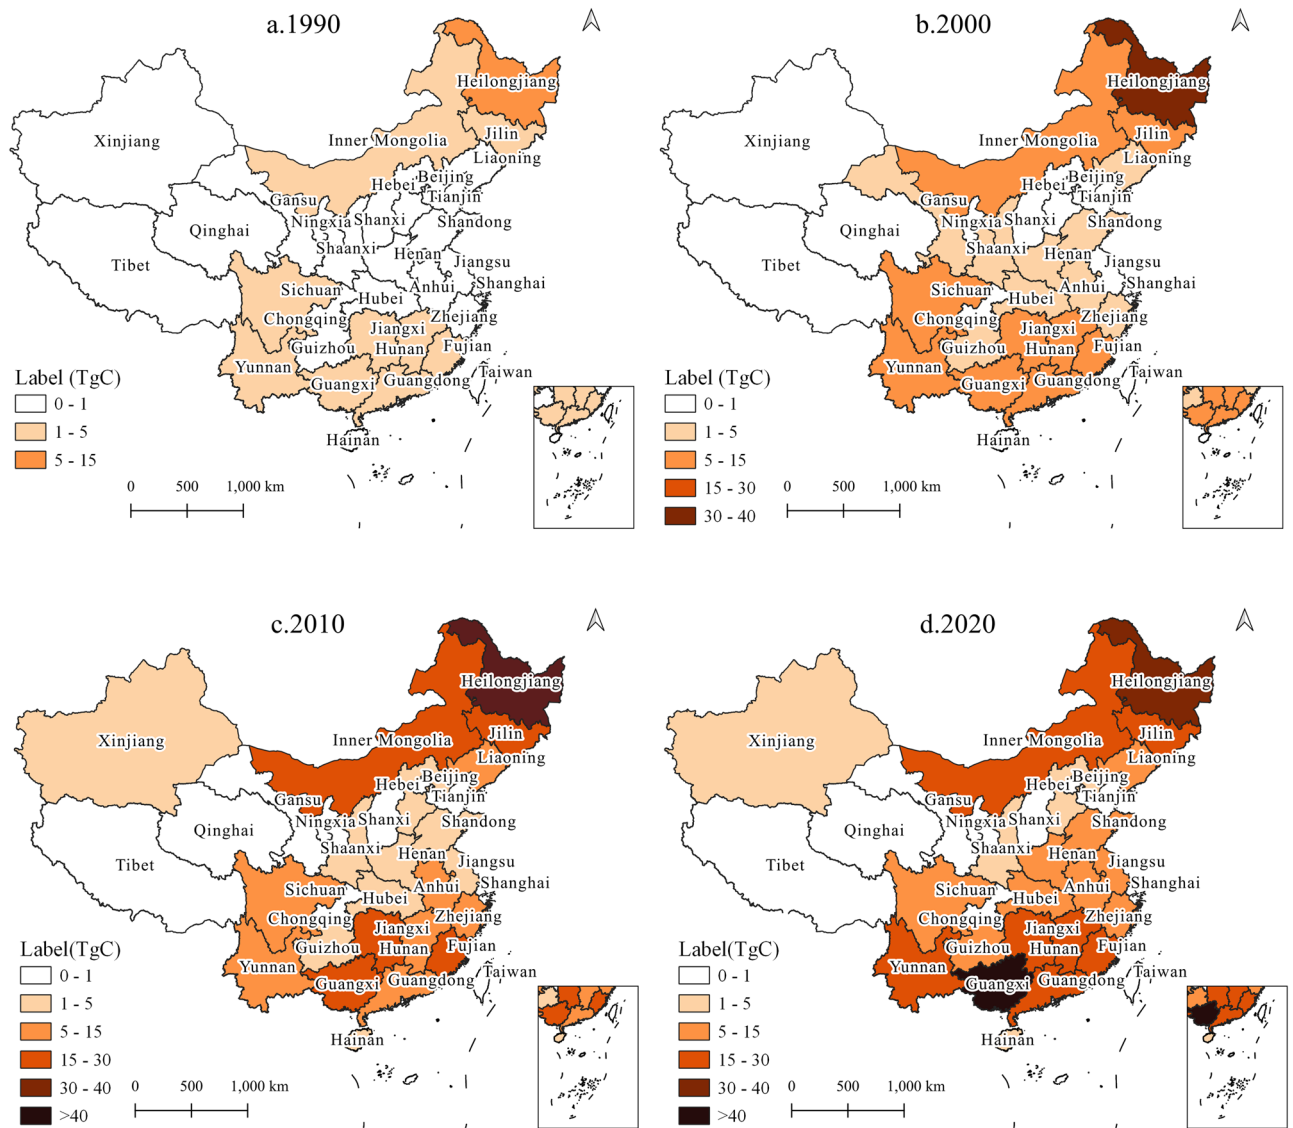 a.1990
Heilongjiang
Xinjiang
Inner Mongolia
Jilin
Liaoning
Hebei
Beijing
Tianjin
Gansu
Ningxia
Shanxi
Shandong
Qinghai
Shaanxi
Henan
Jiangsu
Tibet
Sichuan
Hubei
Anhui
Shanghai
Chongqing
Jiangxi
Zhejiang
Guizhou
Hunan
Fujian
Yunnan
Guangxi
Guangdong
Taiwan
Hainan
Label (TgC)
0 - 1
1 - 5
5 - 15
0 500 1,000 km
b.2000
Heilongjiang
Xinjiang
Inner Mongolia
Jilin
Liaoning
Hebei
Beijing
Tianjin
Gansu
Ningxia
Shanxi
Shandong
Qinghai
Shaanxi
Henan
Jiangsu
Tibet
Sichuan
Hubei
Anhui
Shanghai
Chongqing
Jiangxi
Zhejiang
Guizhou
Hunan
Fujian
Yunnan
Guangxi
Guangdong
Taiwan
Hainan
Label (TgC)
0 - 1
1 - 5
5 - 15
15 - 30
30 - 40
0 500 1,000 km
c.2010
Heilongjiang
Xinjiang
Inner Mongolia
Jilin
Liaoning
Hebei
Beijing
Tianjin
Gansu
Ningxia
Shanxi
Shandong
Qinghai
Shaanxi
Henan
Jiangsu
Tibet
Sichuan
Hubei
Anhui
Shanghai
Chongqing
Jiangxi
Zhejiang
Guizhou
Hunan
Fujian
Yunnan
Guangxi
Guangdong
Taiwan
Hainan
Label(TgC)
0 - 1
1 - 5
5 - 15
15 - 30
30 - 40
>40
0 500 1,000 km
d.2020
Heilongjiang
Xinjiang
Inner Mongolia
Jilin
Liaoning
Hebei
Beijing
Tianjin
Gansu
Ningxia
Shanxi
Shandong
Qinghai
Shaanxi
Henan
Jiangsu
Tibet
Sichuan
Hubei
Anhui
Shanghai
Chongqing
Jiangxi
Zhejiang
Guizhou
Hunan
Fujian
Yunnan
Guangxi
Guangdong
Taiwan
Hainan
Label(TgC)
0 - 1
1 - 5
5 - 15
15 - 30
30 - 40
>40
0 500 1,000 km